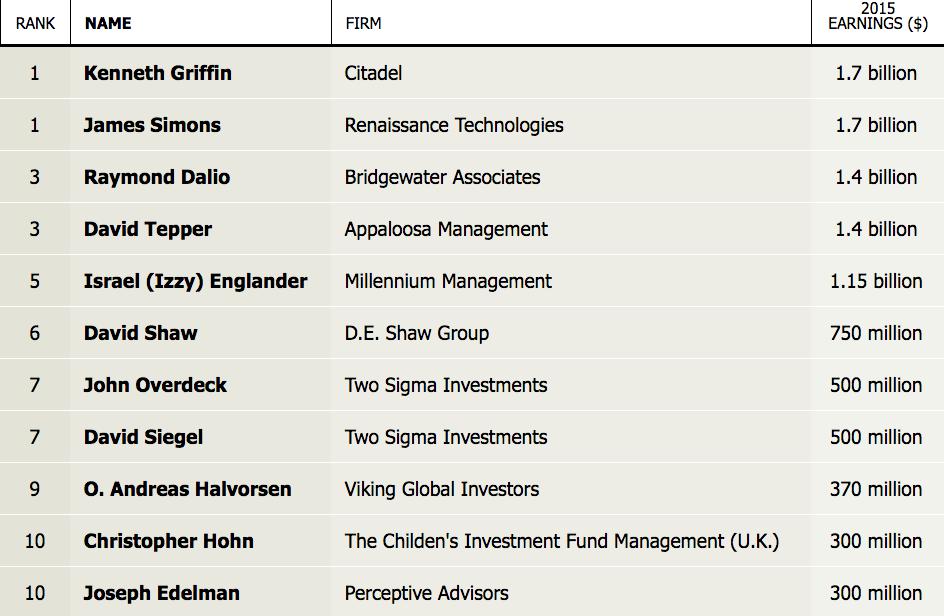 RANK NAME FIRM 2015 EARNINGS ($)
1 Kenneth Griffin Citadel 1.7 billion
1 James Simons Renaissance Technologies 1.7 billion
3 Raymond Dalio Bridgewater Associates 1.4 billion
3 David Tepper Appaloosa Management 1.4 billion
5 Israel (Izzy) Englander Millennium Management 1.15 billion
6 David Shaw D.E. Shaw Group 750 million
7 John Overdeck Two Sigma Investments 500 million
7 David Siegel Two Sigma Investments 500 million
9 O. Andreas Halvorsen Viking Global Investors 370 million
10 Christopher Hohn The Childen's Investment Fund Management (U.K.) 300 million
10 Joseph Edelman Perceptive Advisors 300 million